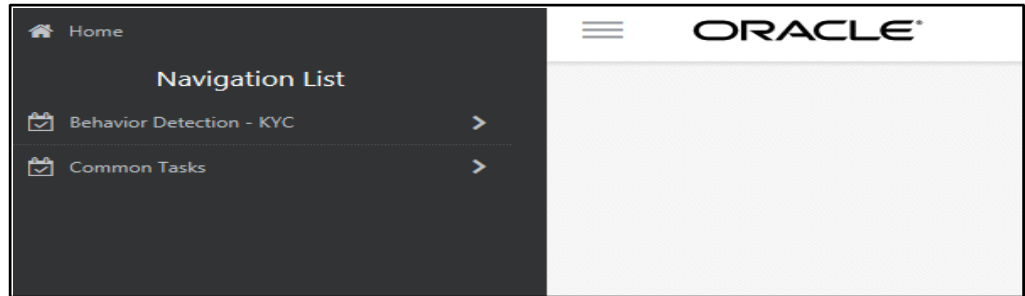 Home
ORACLE®
Navigation List
Behavior Detection - KYC
Common Tasks